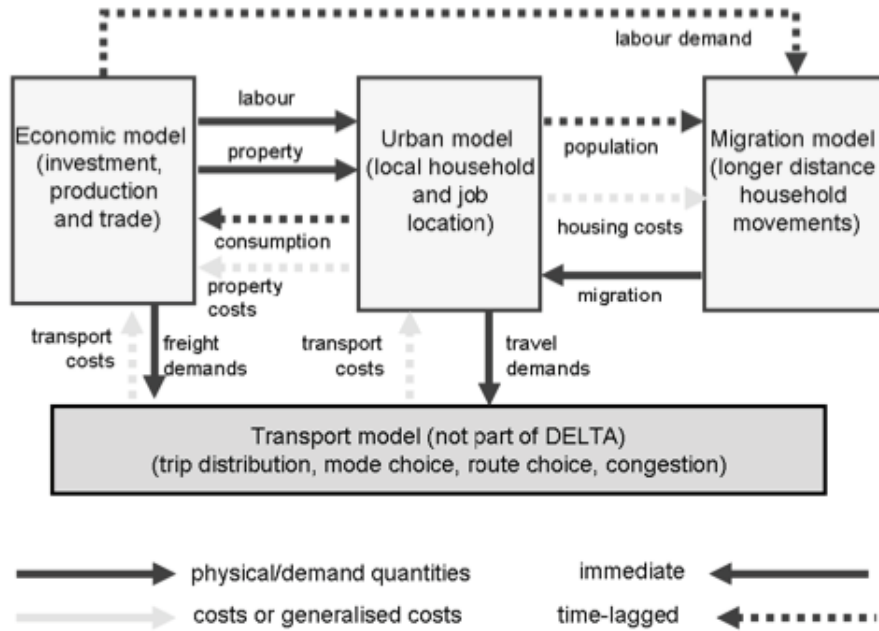 labour demand
Economic model
(investment,
production
and trade)
labour
property
consumption
property
costs
Urban model
(local household
and job
location)
population
housing costs
migration
Migration model
(longer distance
household
movements)
transport
costs
freight
demands
transport
costs
travel
demands
Transport model (not part of DELTA)
(trip distribution, mode choice, route choice, congestion)
physical/demand quantities
immediate
costs or generalised costs
time-lagged